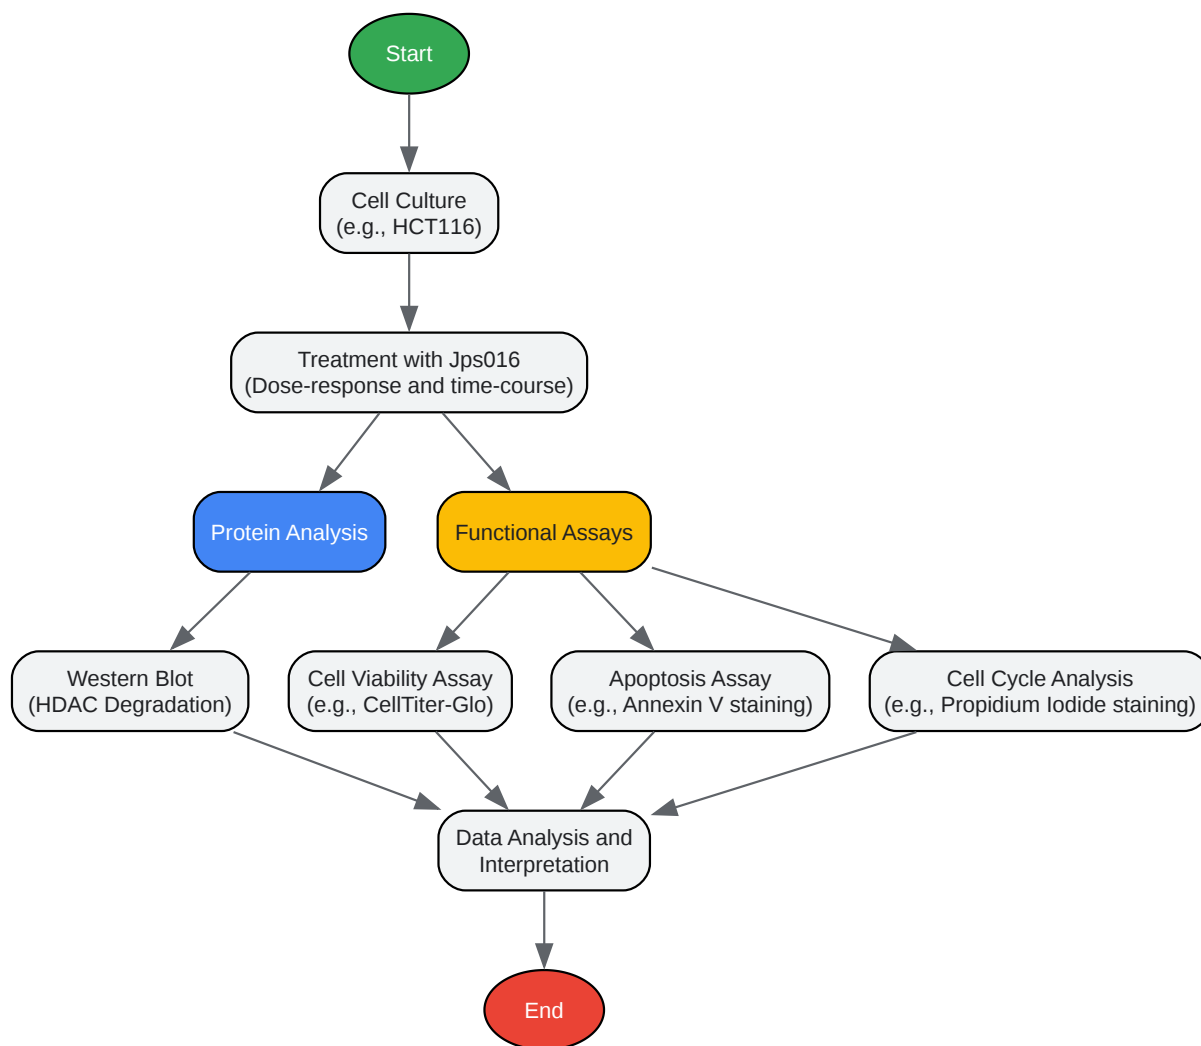 Start
Cell Culture
(e.g., HCT116)
Treatment with Jps016
(Dose-response and time-course)
Protein Analysis
Functional Assays
Western Blot
(HDAC Degradation)
Cell Viability Assay
(e.g., CellTiter-Glo)
Apoptosis Assay
(e.g., Annexin V staining)
Cell Cycle Analysis
(e.g., Propidium Iodide staining)
Data Analysis and
Interpretation
End